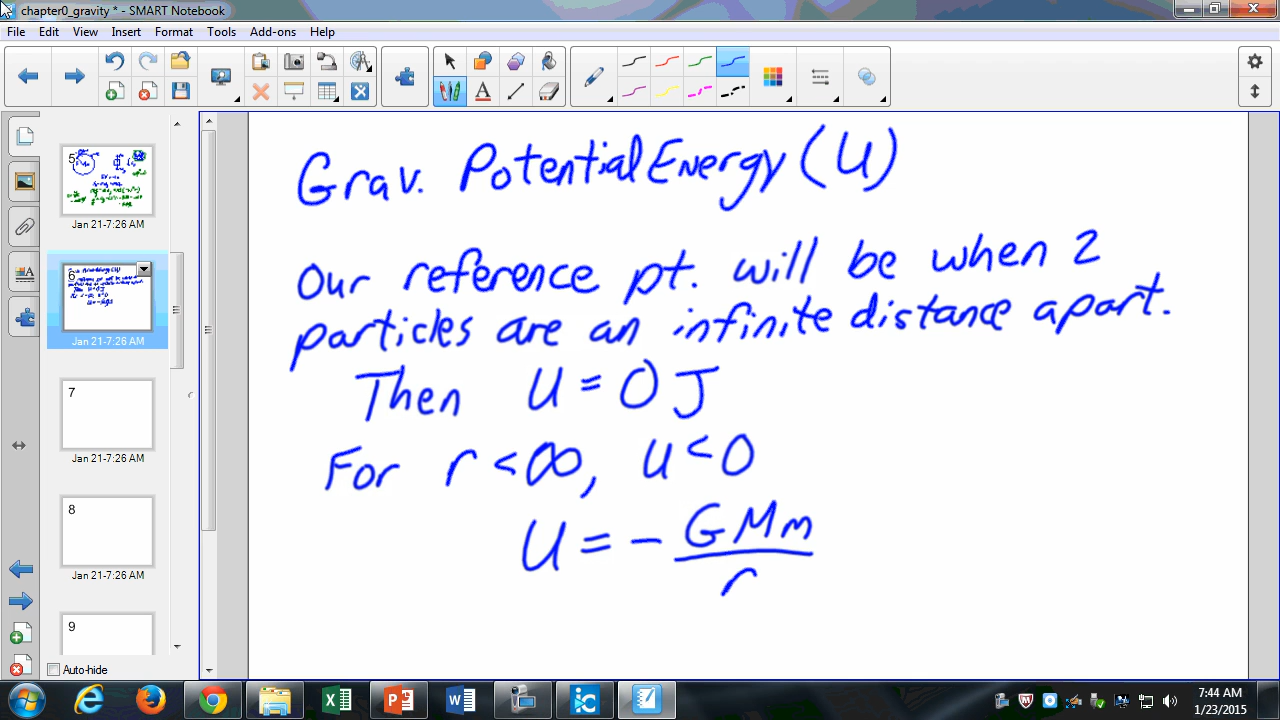 chapter0_gravity * - SMART Notebook
File Edit View Insert Format Tools Add-ons Help
5
Jan 21-7:26 AM
6
Jan 21-7:26 AM
7
Jan 21-7:26 AM
8
Jan 21-7:26 AM
9
Auto-hide
Grav. Potential Energy (U)
Our reference pt. will be when 2
particles are an infinite distance apart.
Then U = 0 J
For r < ∞, U < 0
U = - GMm
r
7:44 AM
1/23/2015